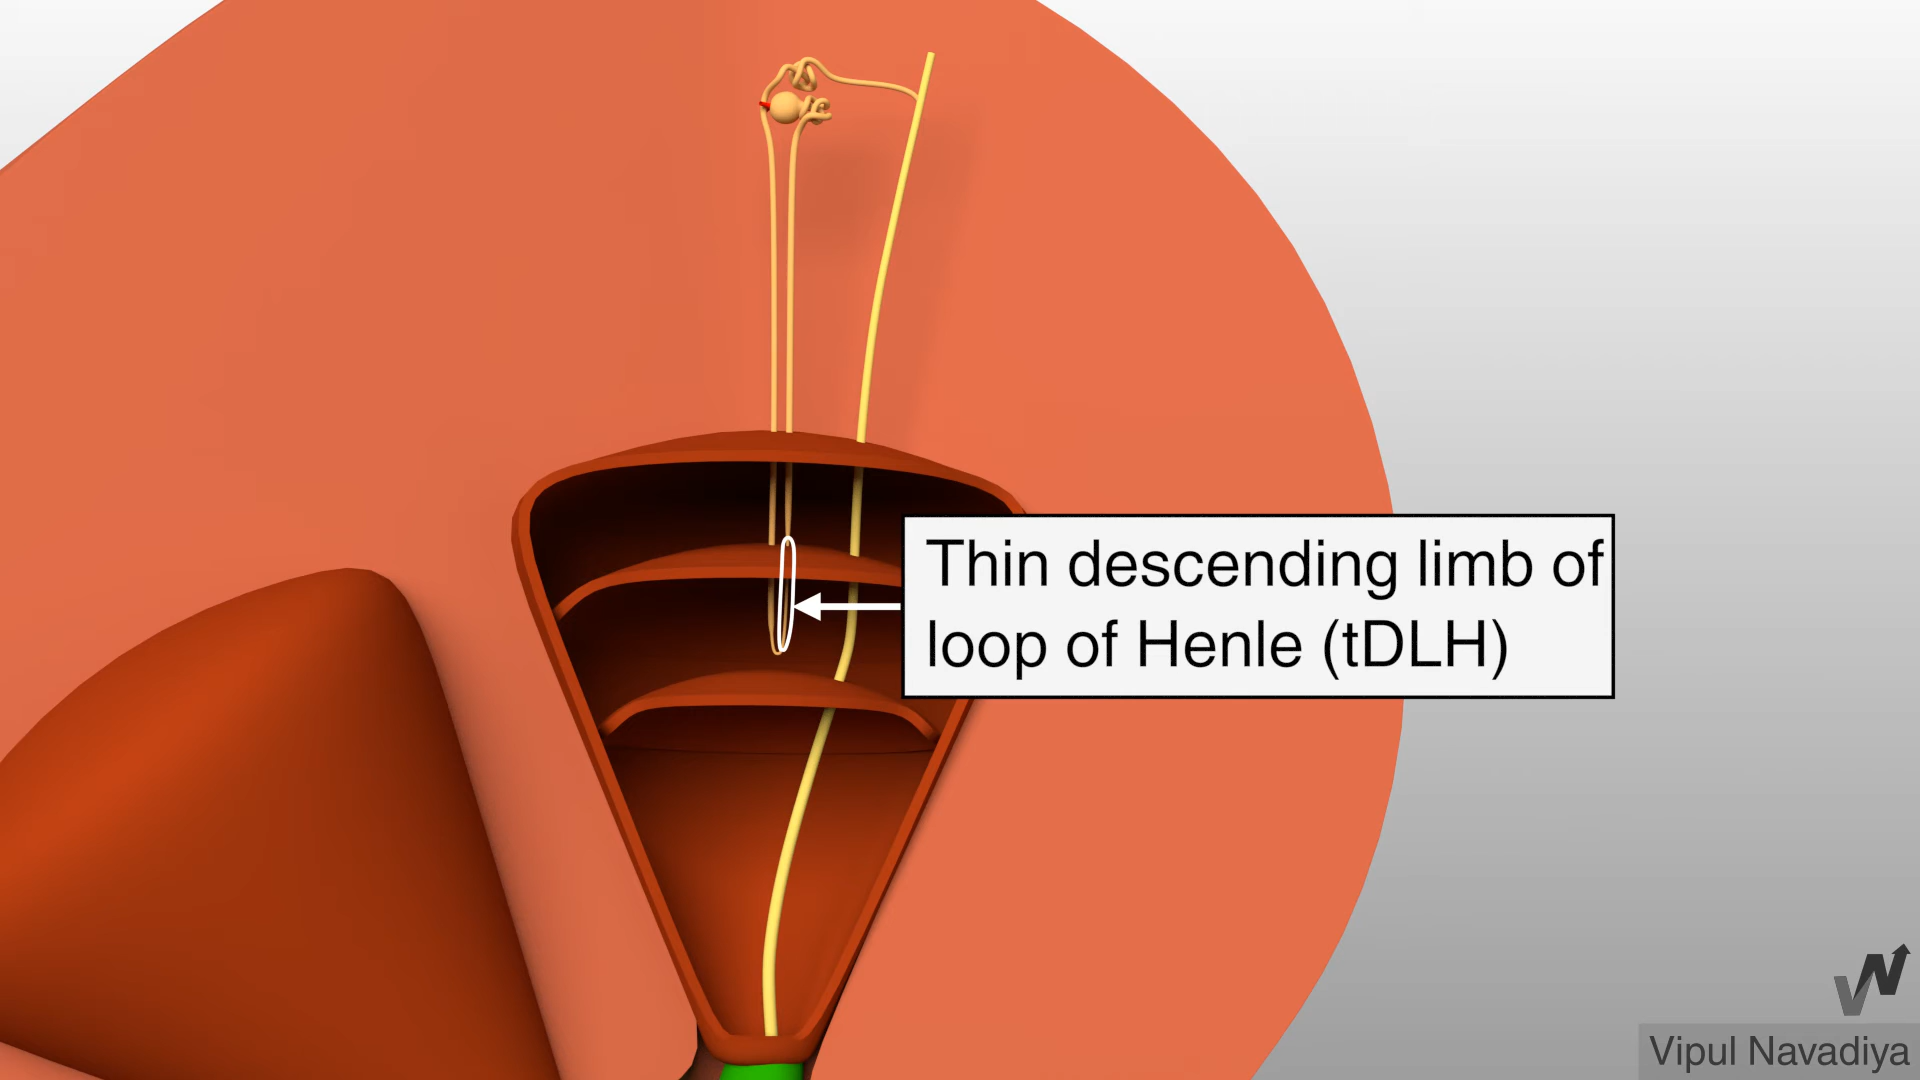 Thin descending limb of
loop of Henle (tDLH)
Vipul Navadiya